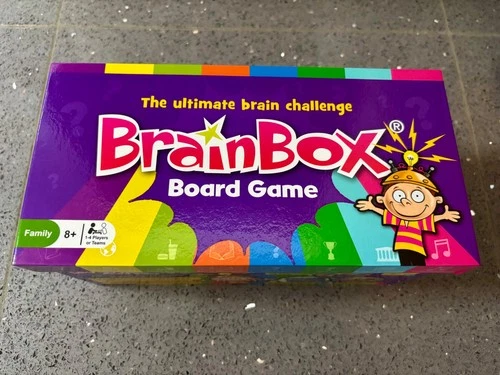 The ultimate brain challenge
BrainBox®
Board Game
Family
8+
1-4 Players
or Teams